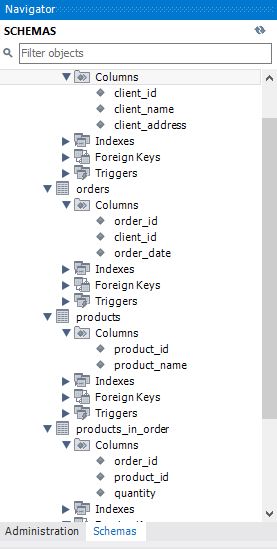 Navigator
SCHEMAS
Filter objects
Columns
client_id
client_name
client_address
Indexes
Foreign Keys
Triggers
orders
Columns
order_id
client_id
order_date
Indexes
Foreign Keys
Triggers
products
Columns
product_id
product_name
Indexes
Foreign Keys
Triggers
products_in_order
Columns
order_id
product_id
quantity
Indexes
Administration Schemas